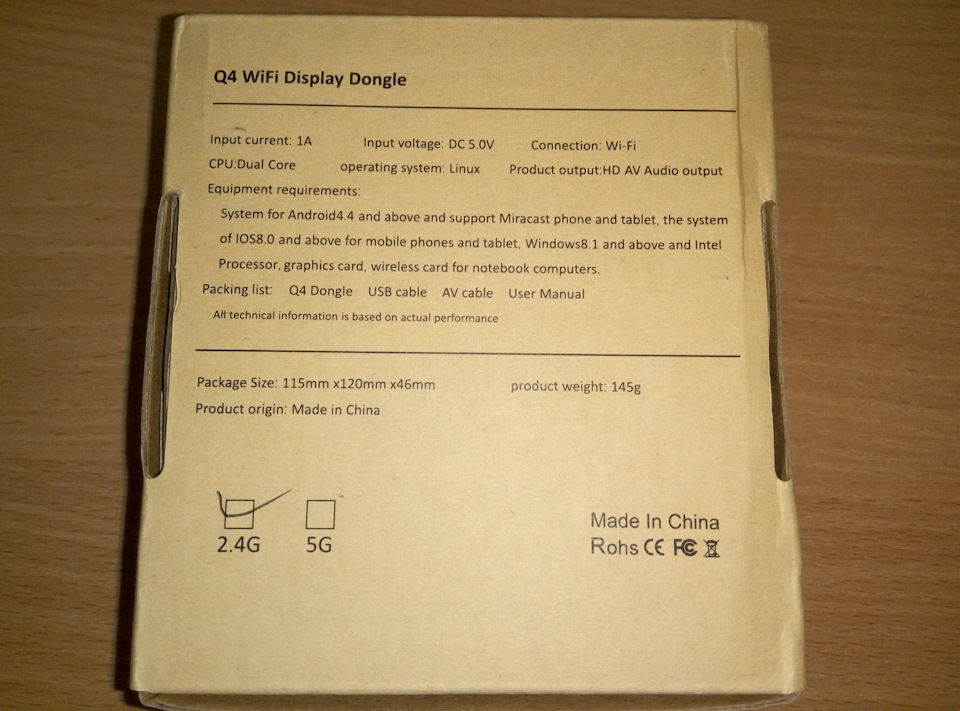 Q4 WiFi Display Dongle
Input current: 1A Input voltage: DC 5.0V Connection: Wi-Fi
CPU:Dual Core operating system: Linux Product output:HD AV Audio output
Equipment requirements:
System for Android4.4 and above and support Miracast phone and tablet, the system
of IOS8.0 and above for mobile phones and tablet, Windows8.1 and above and Intel
Processor, graphics card, wireless card for notebook computers.
Packing list: Q4 Dongle USB cable AV cable User Manual
All technical information is based on actual performance
Package Size: 115mm x120mm x46mm product weight: 145g
Product origin: Made in China
2.4G 5G
Made In China
Rohs CE FC